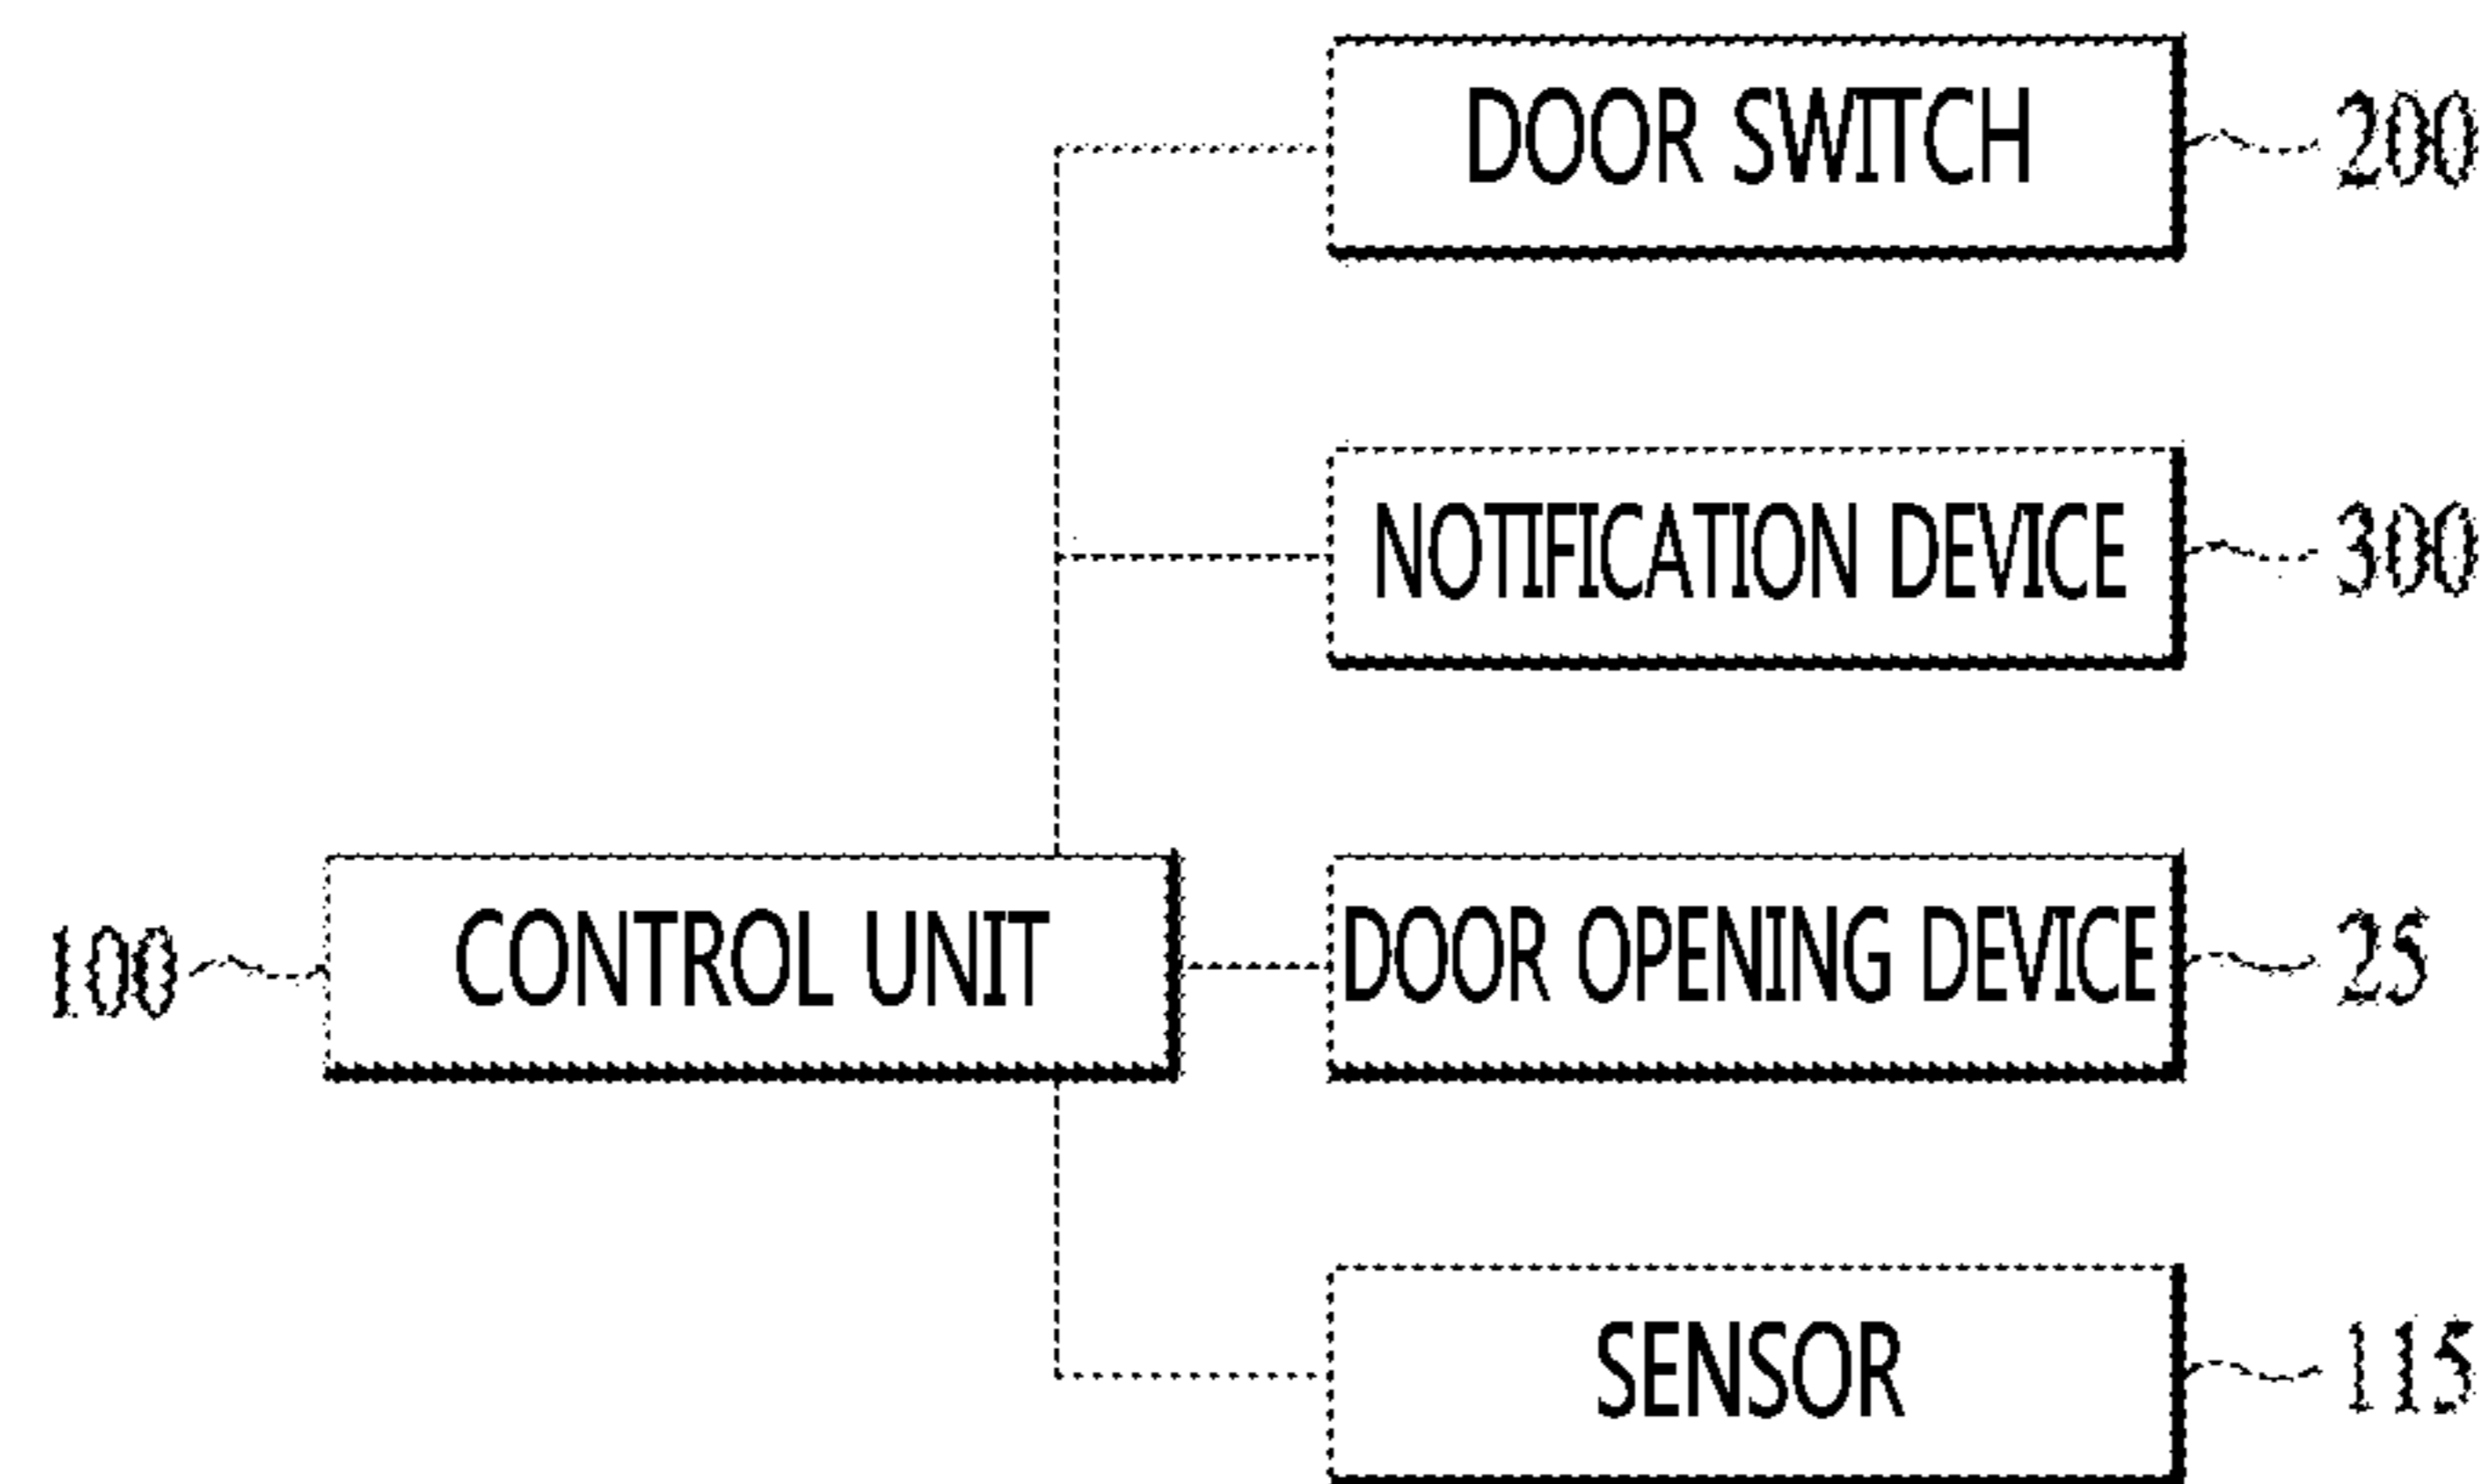 DOOR SWITCH 200
NOTIFICATION DEVICE 300
100 CONTROL UNIT DOOR OPENING DEVICE 25
SENSOR 115